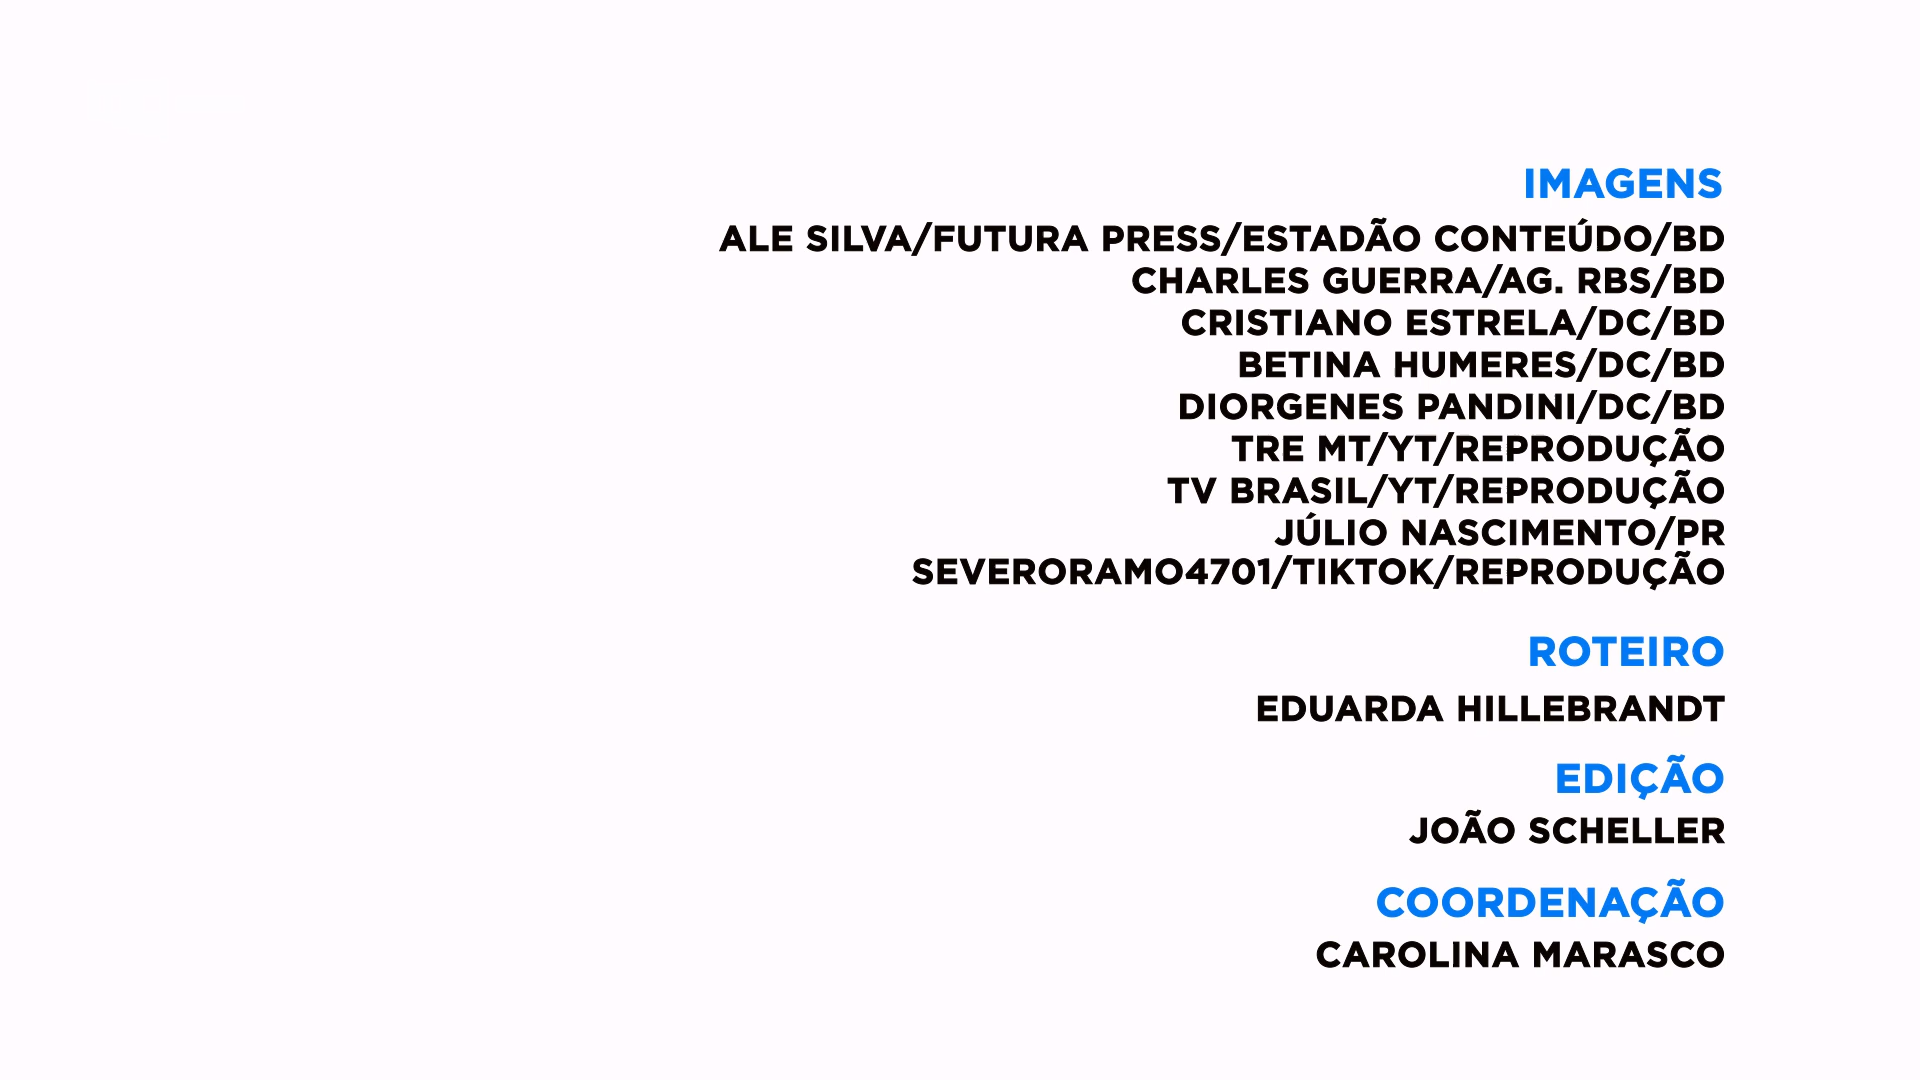 IMAGENS
ALE SILVA/FUTURA PRESS/ESTADÃO CONTEÚDO/BD
CHARLES GUERRA/AG. RBS/BD
CRISTIANO ESTRELA/DC/BD
BETINA HUMERES/DC/BD
DIORGENES PANDINI/DC/BD
TRE MT/YT/REPRODUÇÃO
TV BRASIL/YT/REPRODUÇÃO
JÚLIO NASCIMENTO/PR
SEVERORAMO4701/TIKTOK/REPRODUÇÃO
ROTEIRO
EDUARDA HILLEBRANDT
EDIÇÃO
JOÃO SCHELLER
COORDENAÇÃO
CAROLINA MARASCO